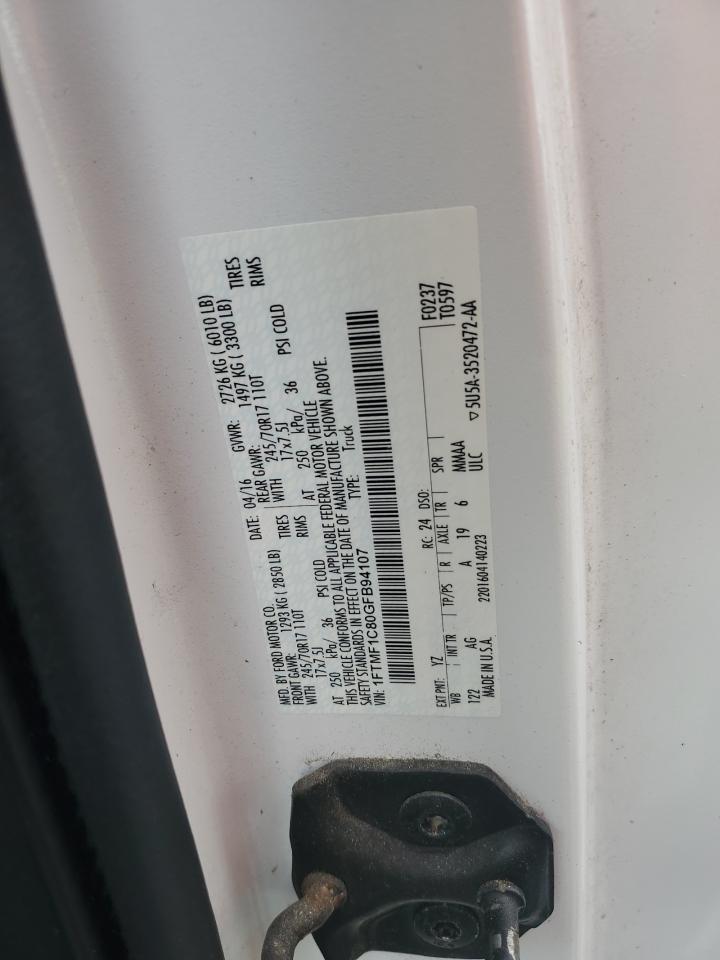 MFD. BY FORD MOTOR CO.
DATE: 04/16 GVWR: 2726 KG ( 6010 LB)
FRONT GAWR: 1293 KG ( 2850 LB) REAR GAWR: 1497 KG ( 3300 LB)
WITH 245/70R17 110T TIRES WITH 245/70R17 110T TIRES
17x7.5J RIMS 17x7.5J RIMS
AT 250 kPa/ 36 PSI COLD AT 250 kPa/ 36 PSI COLD
THIS VEHICLE CONFORMS TO ALL APPLICABLE FEDERAL MOTOR VEHICLE
SAFETY STANDARDS IN EFFECT ON THE DATE OF MANUFACTURE SHOWN ABOVE.
VIN: 1FTMF1C80GFB94107 TYPE: Truck
F0237
T0597
EXT PNT: YZ RC: 24 DSO:
WB INT TR TP/PS R AXLE TR SPR
122 AG A 19 6 MMAA
2201604140223 ULC
MADE IN U.S.A. ▽5U5A-3520472-AA